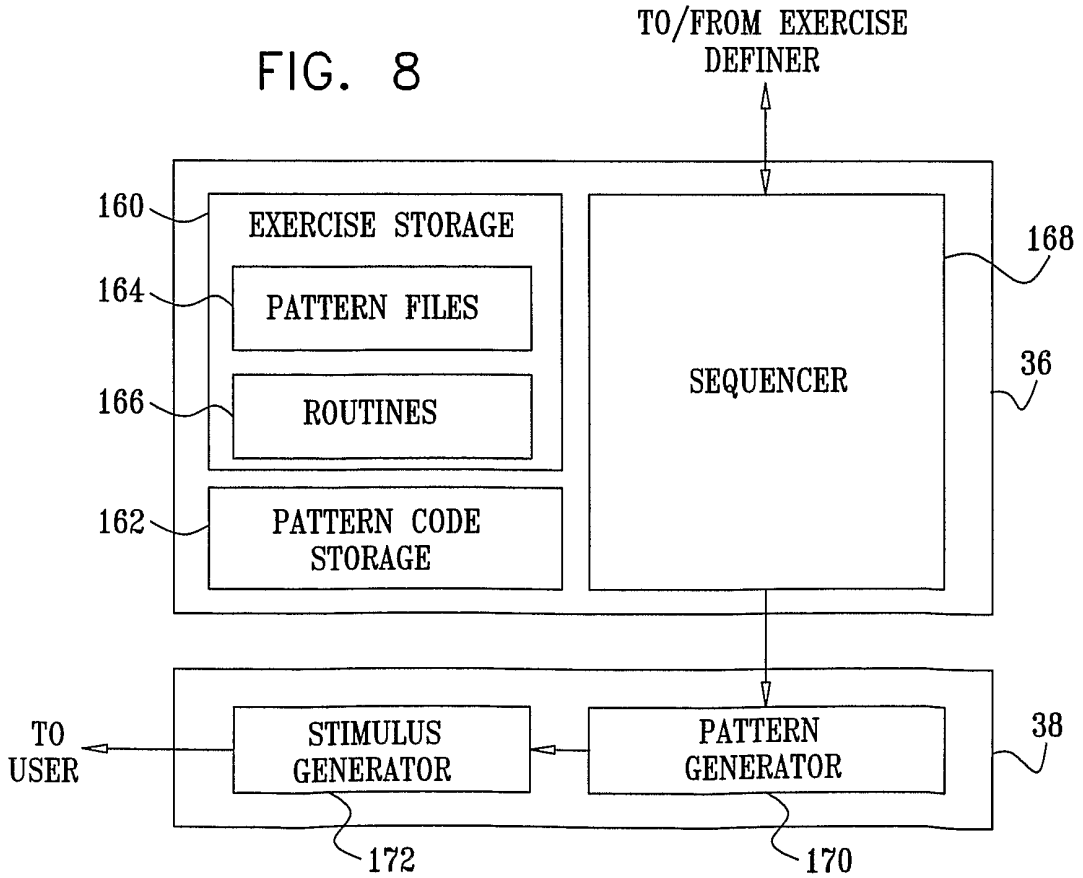 FIG. 8
TO/FROM EXERCISE
DEFINER
160
EXERCISE STORAGE
164
PATTERN FILES
166
ROUTINES
162
PATTERN CODE
STORAGE
SEQUENCER
168
36
TO
USER
STIMULUS
GENERATOR
PATTERN
GENERATOR
38
172
170